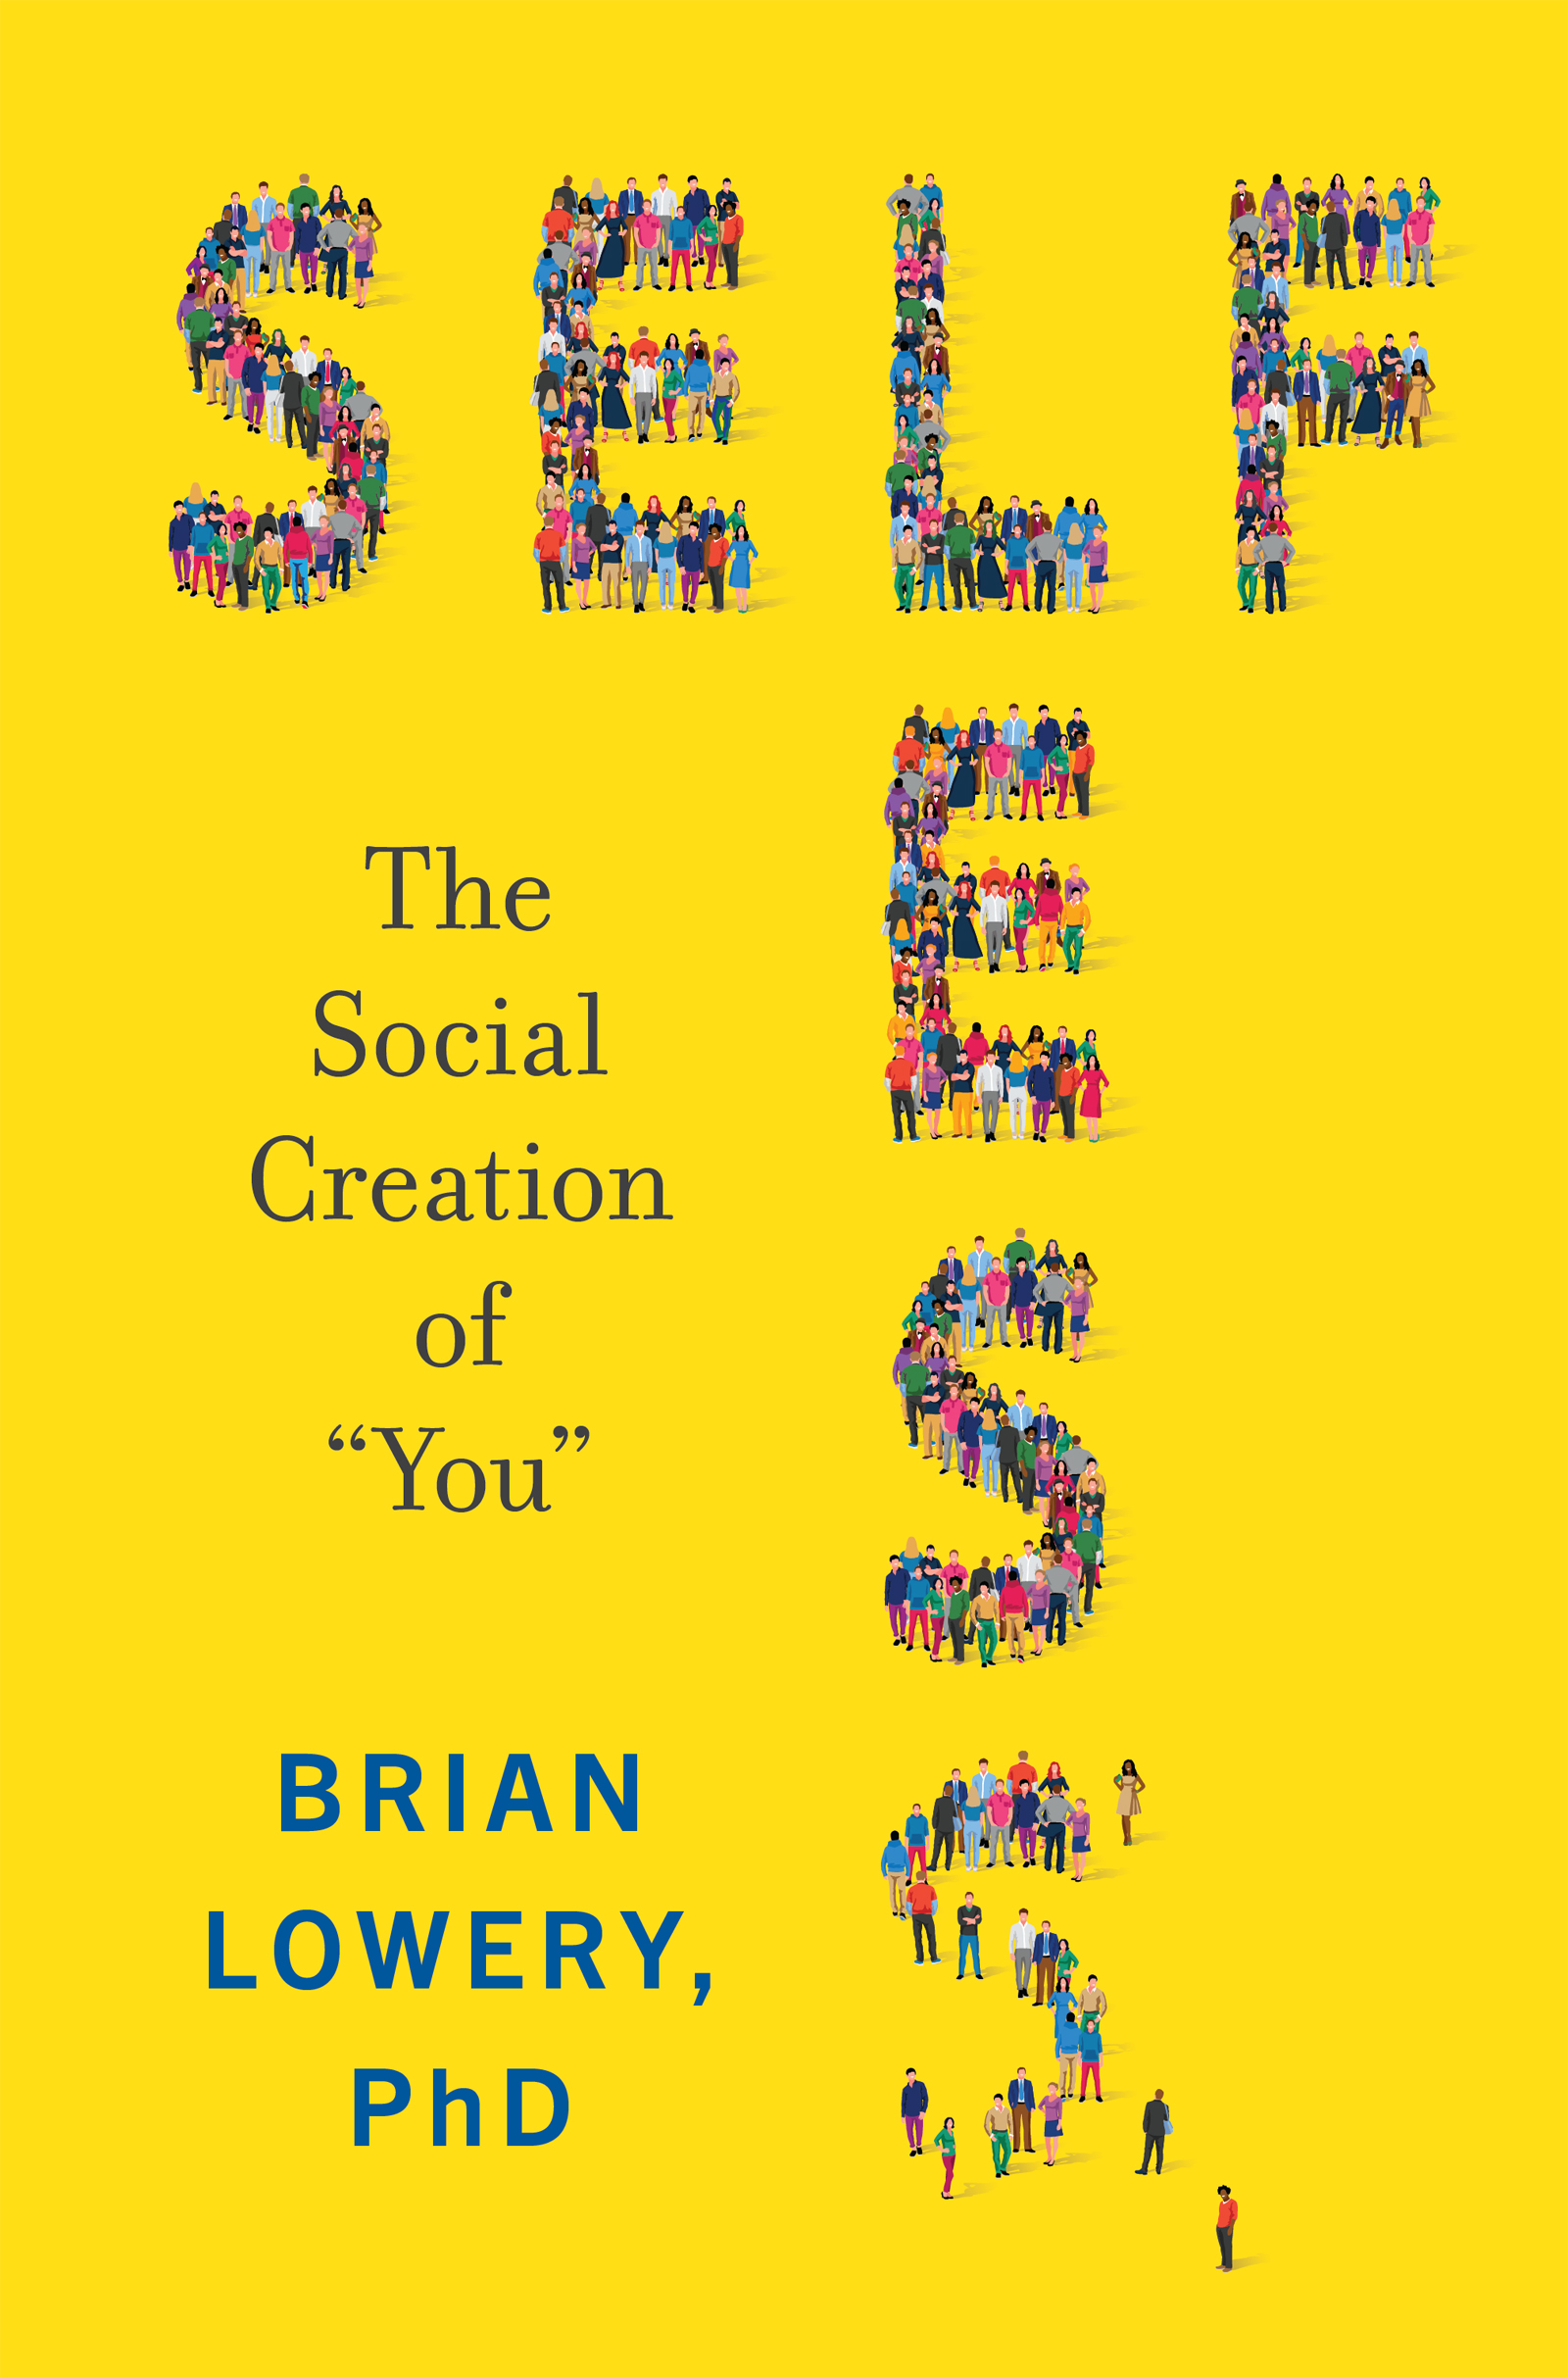 SELF
LESS
The
Social
Creation
of
“You”
BRIAN
LOWERY,
PhD